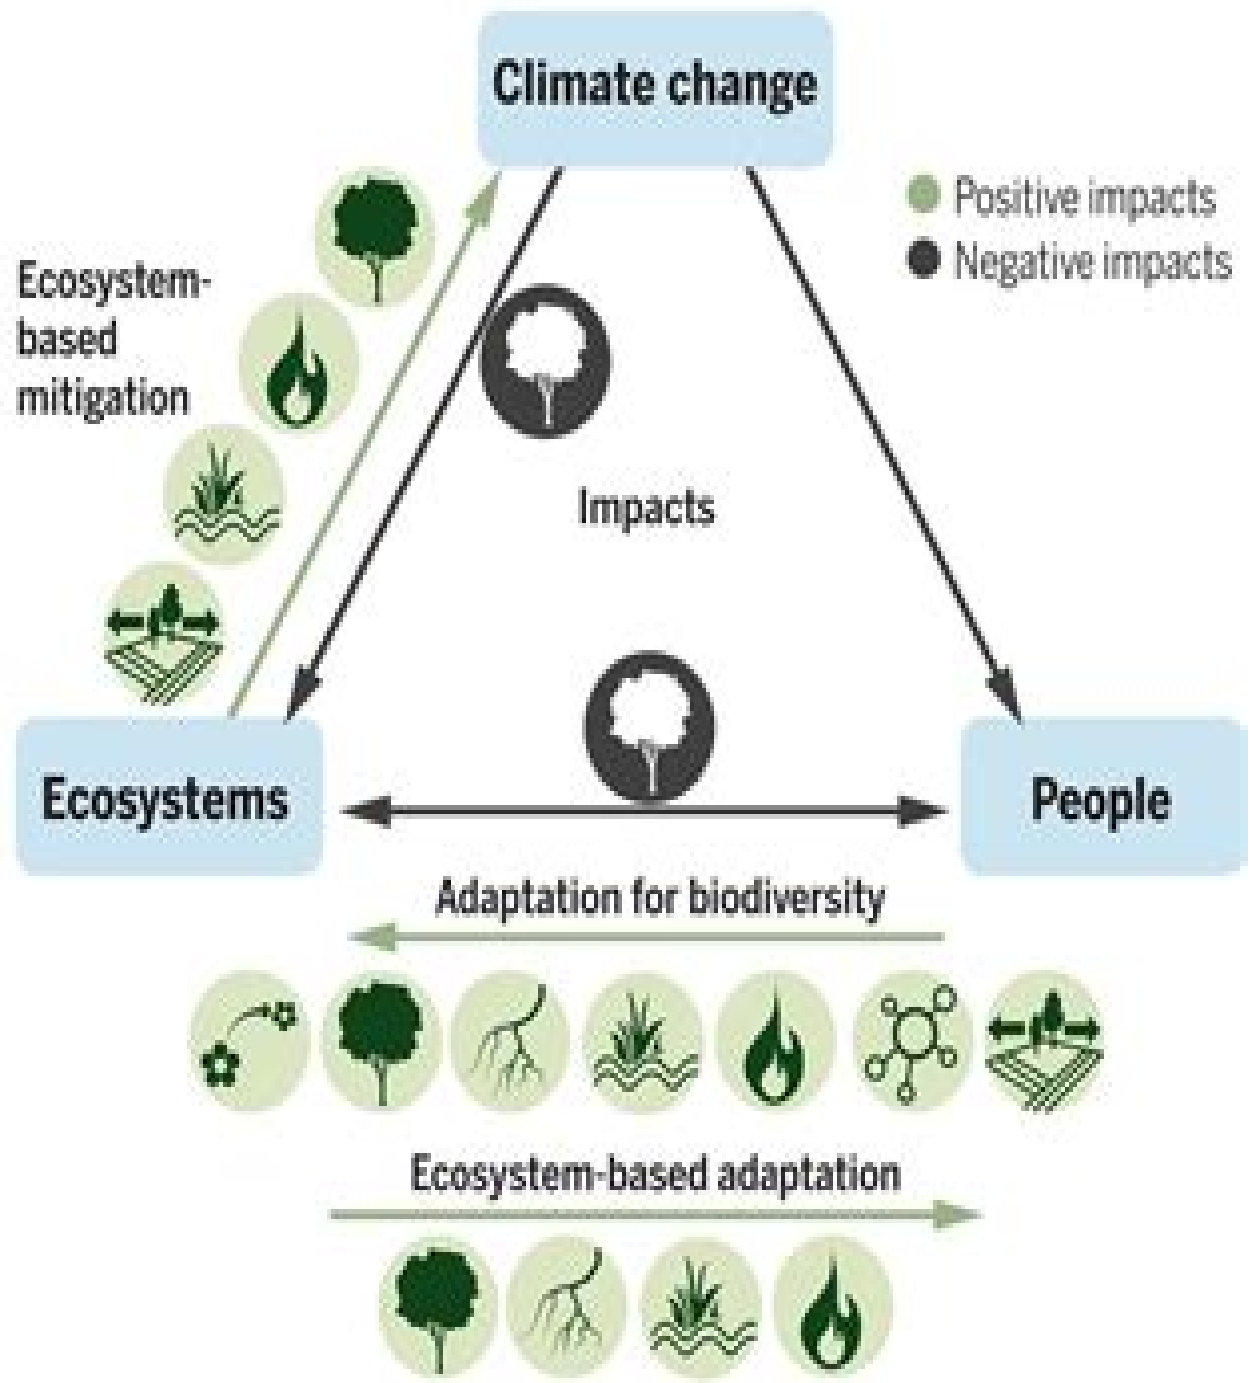 Climate change
Positive impacts
Negative impacts
Ecosystem-
based
mitigation
Impacts
Ecosystems
People
Adaptation for biodiversity
Ecosystem-based adaptation